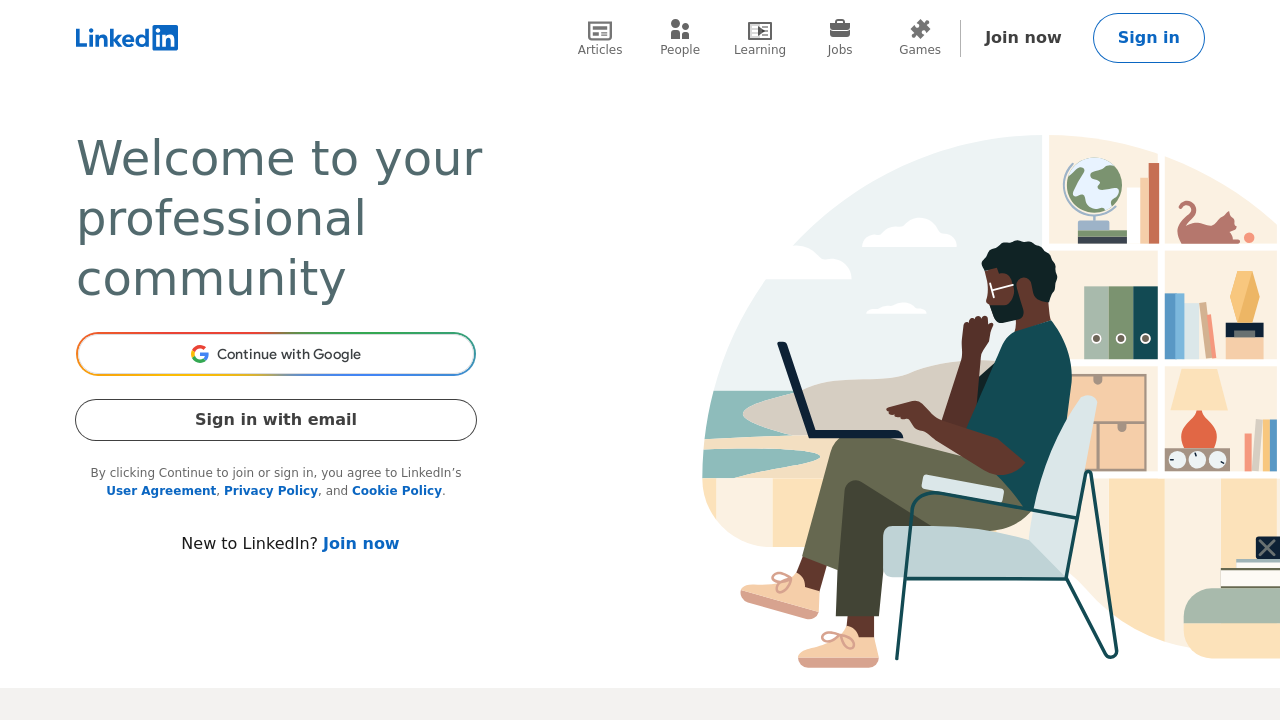 Linked in
Articles
People
Learning
Jobs
Games
Join now
Sign in
Welcome to your
professional
community
Continue with Google
Sign in with email
By clicking Continue to join or sign in, you agree to LinkedIn’s
User Agreement, Privacy Policy, and Cookie Policy.
New to LinkedIn? Join now